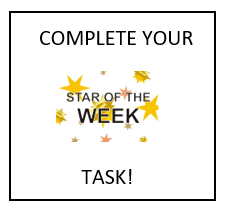 COMPLETE YOUR
STAR OF THE
WEEK
TASK!